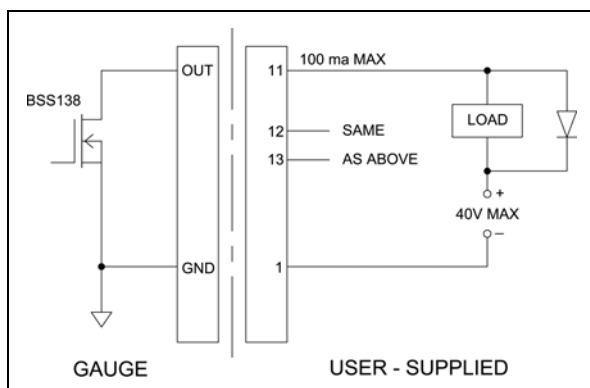 OUT
11
100 ma MAX
BSS138
LOAD
12
SAME
13
AS ABOVE
+
40V MAX
–
GND
1
GAUGE
USER - SUPPLIED